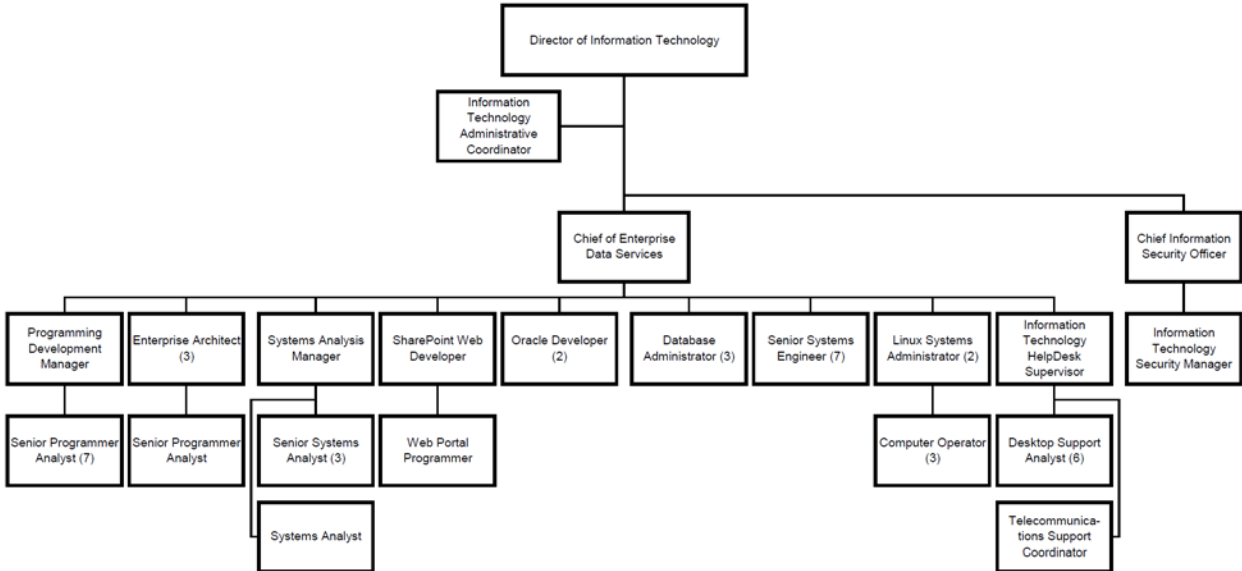 Director of Information Technology
Information
Technology
Administrative
Coordinator
Chief of Enterprise
Data Services
Chief Information
Security Officer
Programming
Development
Manager
Enterprise Architect
(3)
Systems Analysis
Manager
SharePoint Web
Developer
Oracle Developer
(2)
Database
Administrator (3)
Senior Systems
Engineer (7)
Linux Systems
Administrator (2)
Information
Technology
HelpDesk
Supervisor
Information
Technology
Security Manager
Senior Programmer
Analyst (7)
Senior Programmer
Analyst
Senior Systems
Analyst (3)
Web Portal
Programmer
Computer Operator
(3)
Desktop Support
Analyst (6)
Systems Analyst
Telecommunica-
tions Support
Coordinator